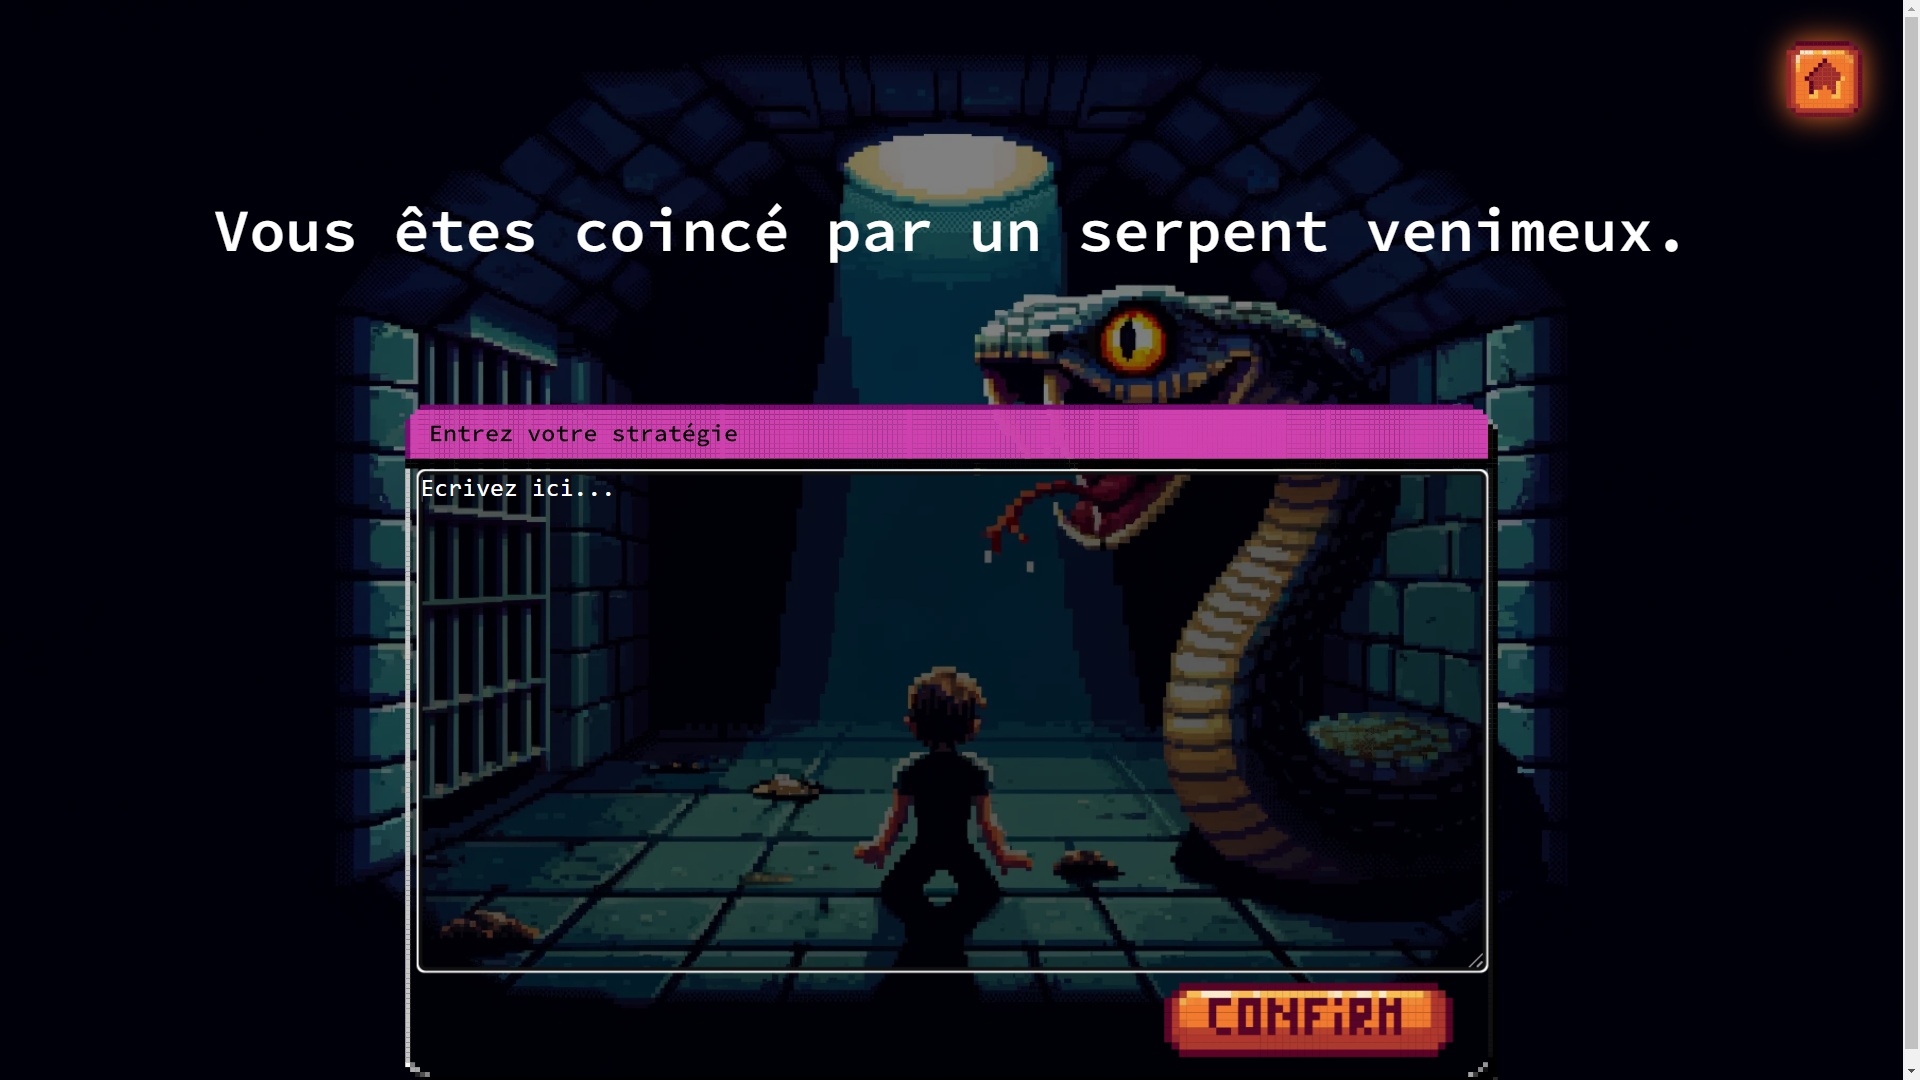 Vous êtes coincé par un serpent venimeux.
Entrez votre stratégie
Ecrivez ici...
CONFiRM